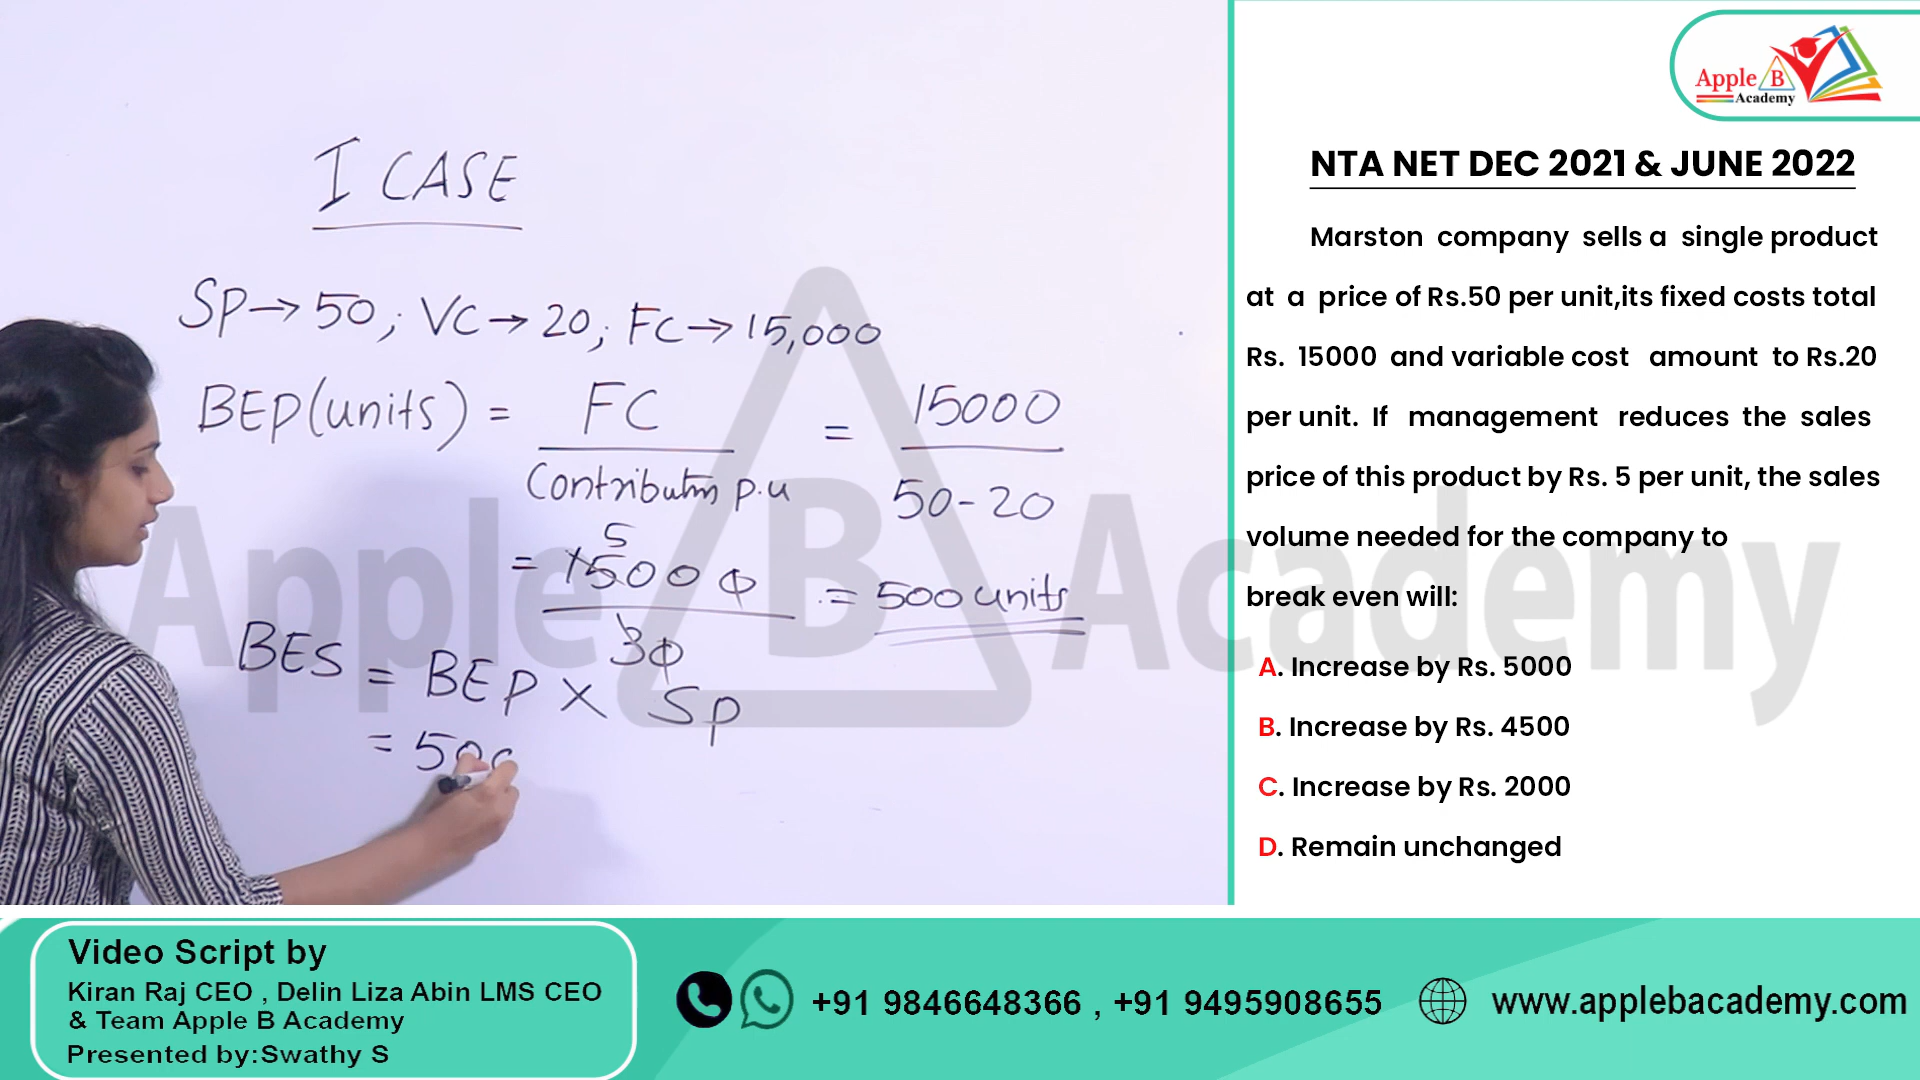 I CASE
SP→50; VC→20; FC→15,000
BEP(units) = FC / Contributn p.u = 15000 / 50-20
5
= 15000 / 30 = 500 units
BES = BEP × SP
= 500
Apple B Academy
Apple B
Academy
NTA NET DEC 2021 & JUNE 2022
Marston company sells a single product
at a price of Rs.50 per unit,its fixed costs total
Rs. 15000 and variable cost amount to Rs.20
per unit. If management reduces the sales
price of this product by Rs. 5 per unit, the sales
volume needed for the company to
break even will:
A. Increase by Rs. 5000
B. Increase by Rs. 4500
C. Increase by Rs. 2000
D. Remain unchanged
Video Script by
Kiran Raj CEO , Delin Liza Abin LMS CEO
& Team Apple B Academy
Presented by:Swathy S
+91 9846648366 , +91 9495908655
www.applebacademy.com